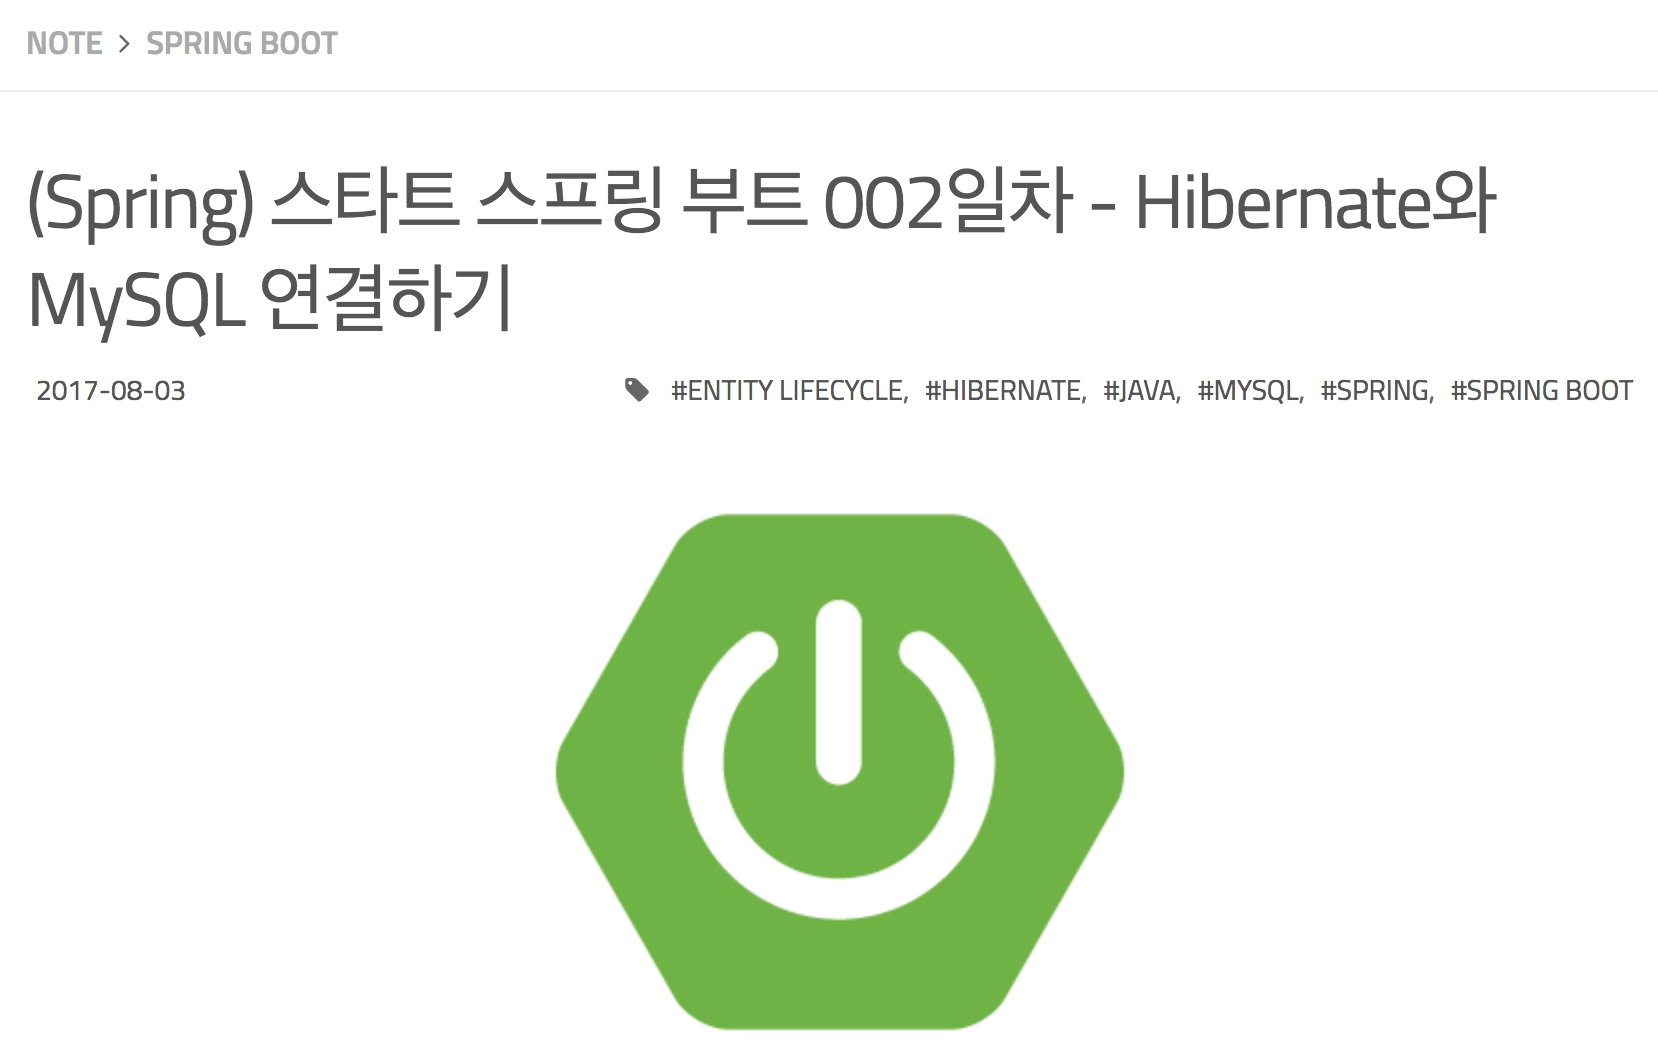 NOTE > SPRING BOOT
(Spring) 스타트 스프링 부트 002일차 - Hibernate와
MySQL 연결하기
2017-08-03 #ENTITY LIFECYCLE, #HIBERNATE, #JAVA, #MYSQL, #SPRING, #SPRING BOOT